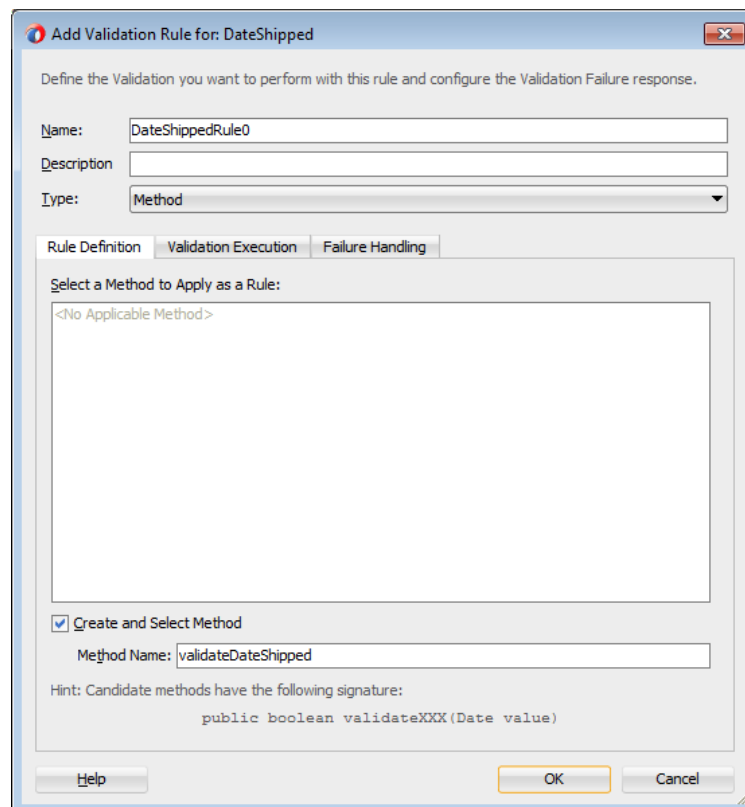 Add Validation Rule for: DateShipped
Define the Validation you want to perform with this rule and configure the Validation Failure response.
Name: DateShippedRule0
Description
Type: Method
Rule Definition Validation Execution Failure Handling
Select a Method to Apply as a Rule:
<No Applicable Method>
Create and Select Method
Method Name: validateDateShipped
Hint: Candidate methods have the following signature:
public boolean validateXXX(Date value)
Help OK Cancel